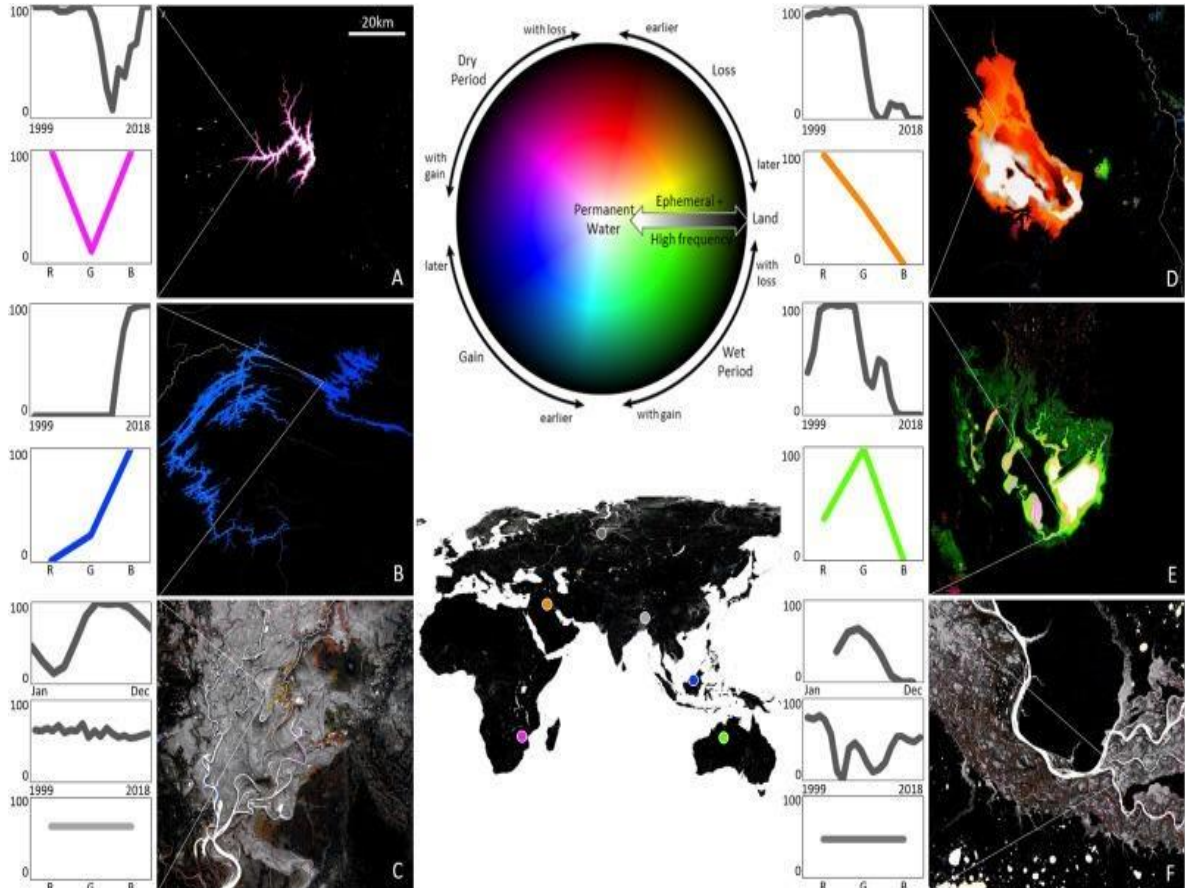 100
0
1999 2018
100
0
R G B
20km
A
100
0
1999 2018
100
0
R G B
B
100
0
Jan Dec
100
0
1999 2018
100
0
R G B
C
with loss
earlier
Dry
Period
Loss
with
gain
later
Permanent
Water
Ephemeral +
High frequency
Land
later
with
loss
Gain
Wet
Period
earlier
with gain
100
0
1999 2018
100
0
R G B
D
100
0
1999 2018
100
0
R G B
E
100
0
Jan Dec
100
0
1999 2018
100
0
R G B
F